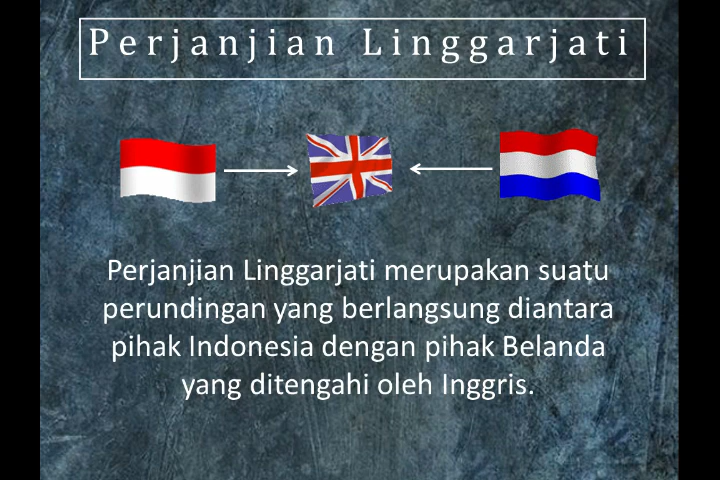 Perjanjian Linggarjati
Perjanjian Linggarjati merupakan suatu
perundingan yang berlangsung diantara
pihak Indonesia dengan pihak Belanda
yang ditengahi oleh Inggris.